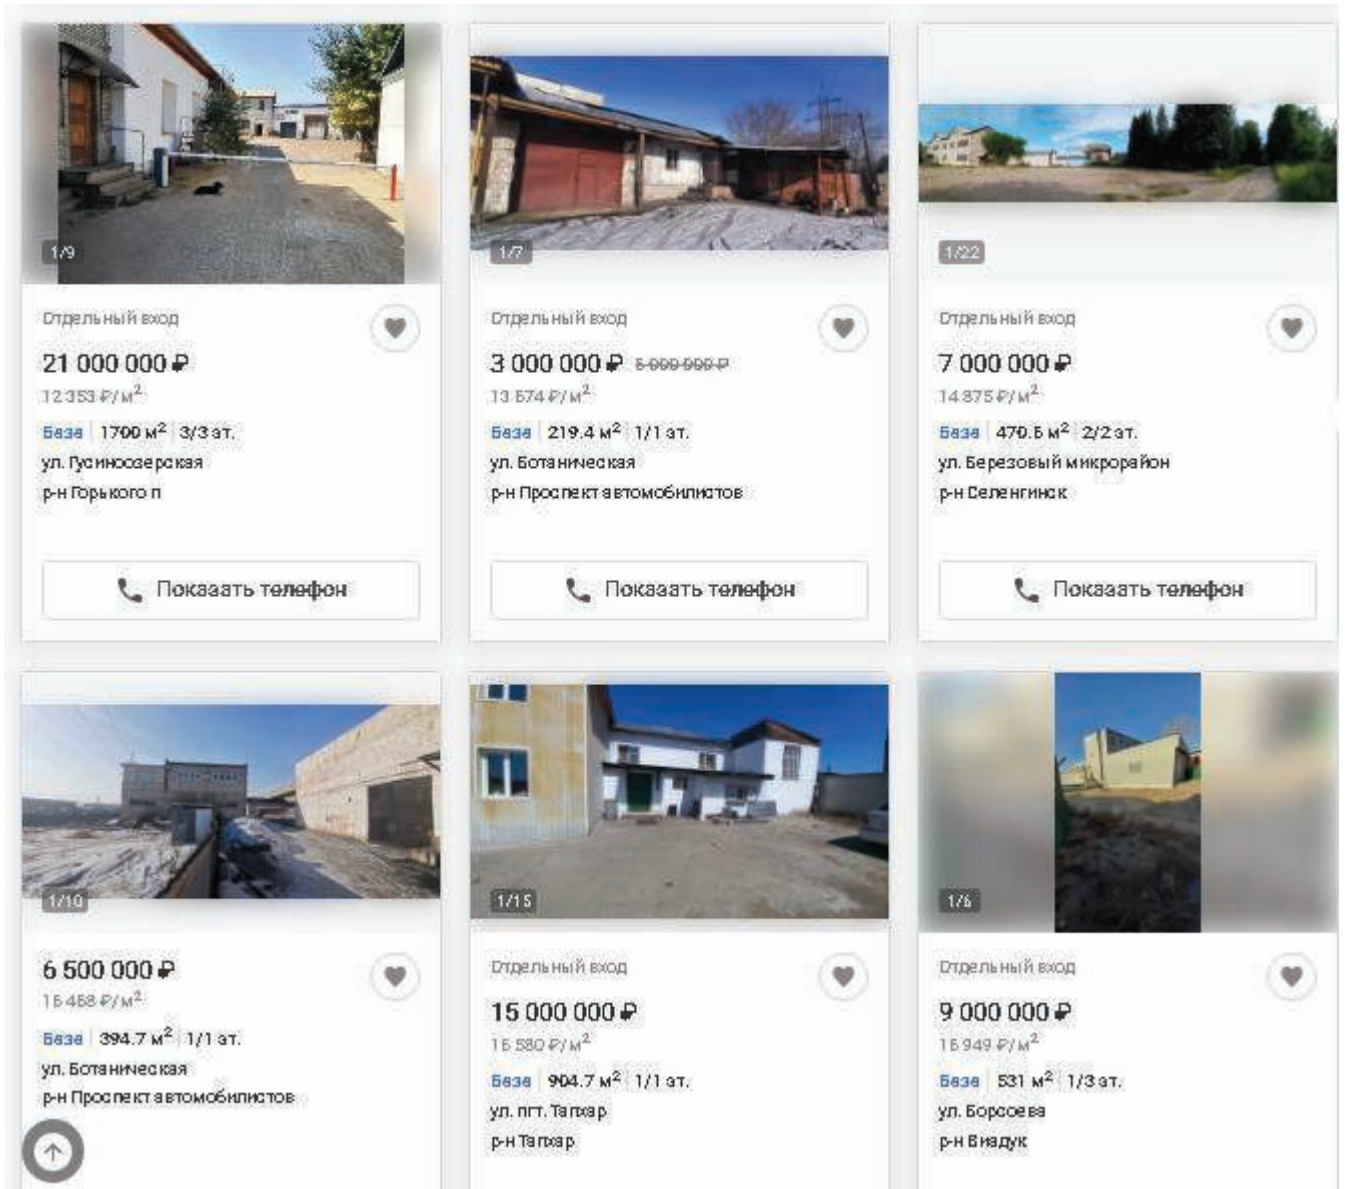 1/9
Отдельный вход
21 000 000 ₽
12 353 ₽/м²
База 1700 м² 3/3 эт.
ул. Гусиноозерская
р-н Горького п
Показать телефон
1/7
Отдельный вход
3 000 000 ₽ 5 000 000 ₽
13 674 ₽/м²
База 219.4 м² 1/1 эт.
ул. Ботаническая
р-н Проспект автомобилистов
Показать телефон
1/22
Отдельный вход
7 000 000 ₽
14 875 ₽/м²
База 470.6 м² 2/2 эт.
ул. Березовый микрорайон
р-н Селенгинск
Показать телефон
1/10
6 500 000 ₽
16 468 ₽/м²
База 394.7 м² 1/1 эт.
ул. Ботаническая
р-н Проспект автомобилистов
1/15
Отдельный вход
15 000 000 ₽
16 580 ₽/м²
База 904.7 м² 1/1 эт.
ул. пгт. Тапхар
р-н Тапхар
1/6
Отдельный вход
9 000 000 ₽
16 949 ₽/м²
База 531 м² 1/3 эт.
ул. Борсоева
р-н Виадук